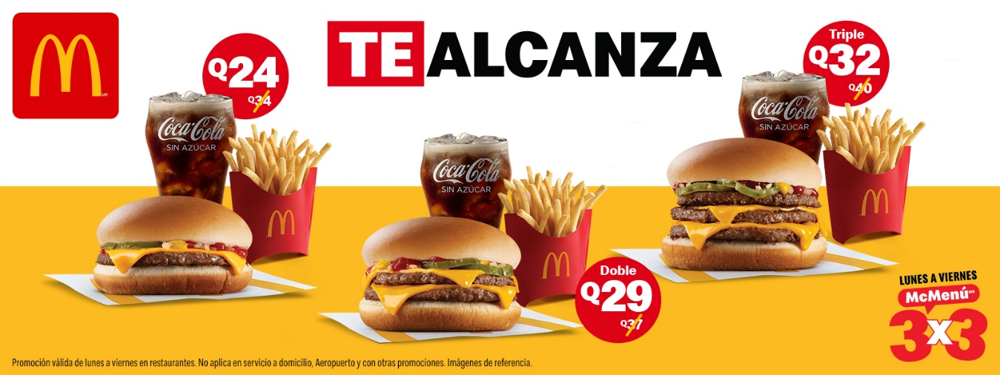 TE ALCANZA
Q24
Q34
Coca-Cola
SIN AZÚCAR
Coca-Cola
SIN AZÚCAR
Doble
Q29
Q37
Triple
Q32
Q40
Coca-Cola
SIN AZÚCAR
LUNES A VIERNES
McMenú MR
3x3
MR
Promoción válida de lunes a viernes en restaurantes. No aplica en servicio a domicilio, Aeropuerto y con otras promociones. Imágenes de referencia.